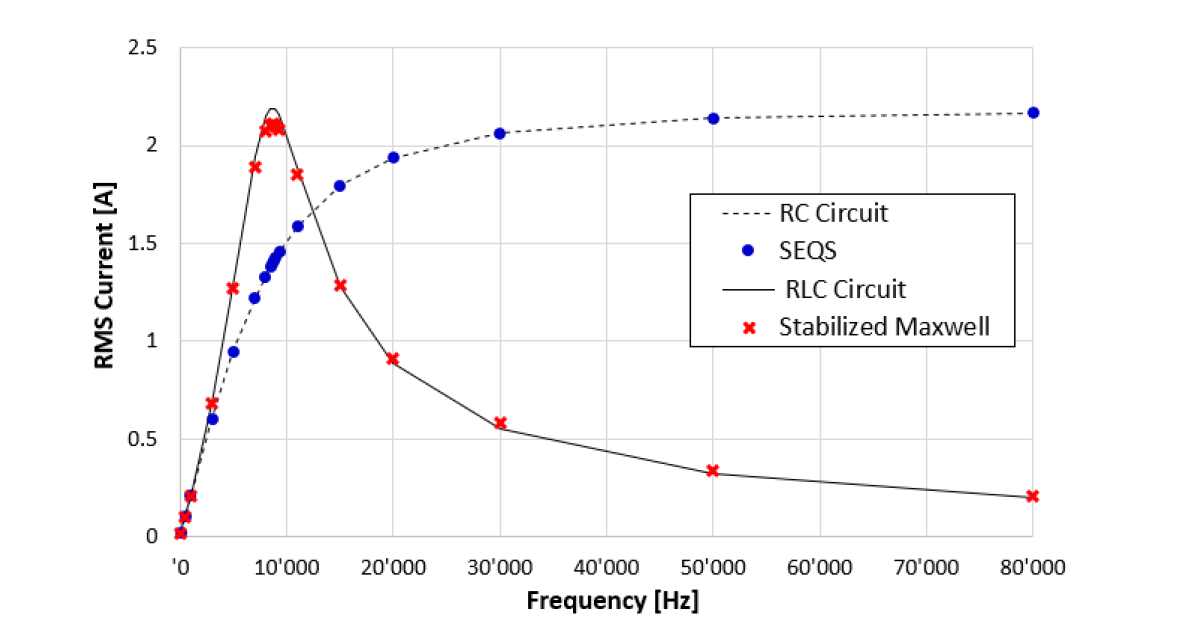 2.5
2
1.5
1
0.5
0
RMS Current [A]
RC Circuit
SEQS
RLC Circuit
Stabilized Maxwell
'0 10'000 20'000 30'000 40'000 50'000 60'000 70'000 80'000
Frequency [Hz]